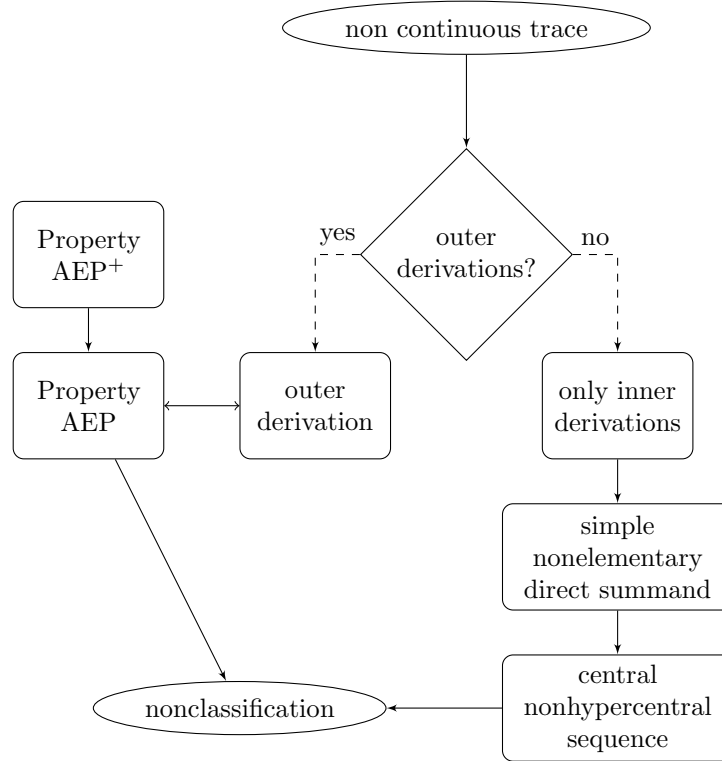 non continuous trace
outer
derivations?
yes
no
Property
AEP⁺
Property
AEP
outer
derivation
only inner
derivations
simple
nonelementary
direct summand
central
nonhypercentral
sequence
nonclassification